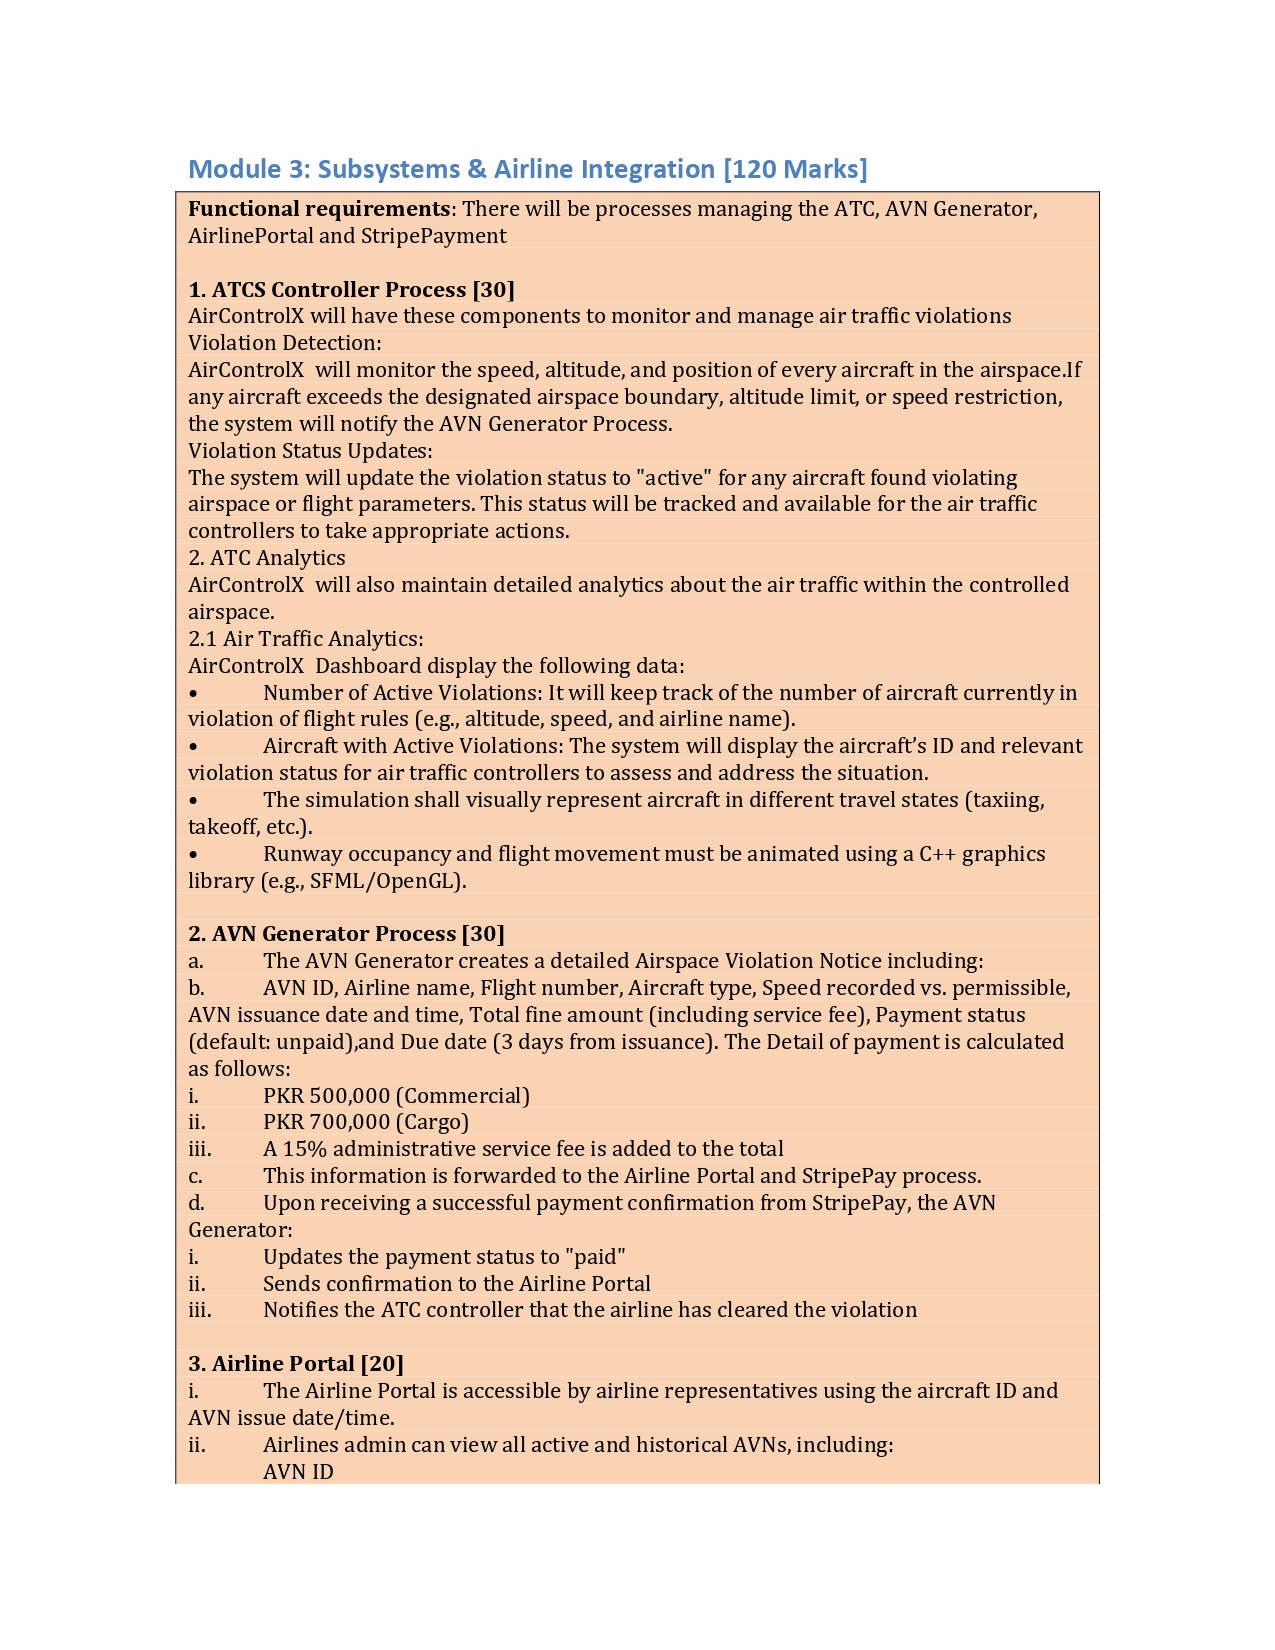 Module 3: Subsystems & Airline Integration [120 Marks]
Functional requirements: There will be processes managing the ATC, AVN Generator,
AirlinePortal and StripePayment
1. ATCS Controller Process [30]
AirControlX will have these components to monitor and manage air traffic violations
Violation Detection:
AirControlX  will monitor the speed, altitude, and position of every aircraft in the airspace.If
any aircraft exceeds the designated airspace boundary, altitude limit, or speed restriction,
the system will notify the AVN Generator Process.
Violation Status Updates:
The system will update the violation status to "active" for any aircraft found violating
airspace or flight parameters. This status will be tracked and available for the air traffic
controllers to take appropriate actions.
2. ATC Analytics
AirControlX  will also maintain detailed analytics about the air traffic within the controlled
airspace.
2.1 Air Traffic Analytics:
AirControlX  Dashboard display the following data:
• Number of Active Violations: It will keep track of the number of aircraft currently in
violation of flight rules (e.g., altitude, speed, and airline name).
• Aircraft with Active Violations: The system will display the aircraft’s ID and relevant
violation status for air traffic controllers to assess and address the situation.
• The simulation shall visually represent aircraft in different travel states (taxiing,
takeoff, etc.).
• Runway occupancy and flight movement must be animated using a C++ graphics
library (e.g., SFML/OpenGL).
2. AVN Generator Process [30]
a. The AVN Generator creates a detailed Airspace Violation Notice including:
b. AVN ID, Airline name, Flight number, Aircraft type, Speed recorded vs. permissible,
AVN issuance date and time, Total fine amount (including service fee), Payment status
(default: unpaid),and Due date (3 days from issuance). The Detail of payment is calculated
as follows:
i. PKR 500,000 (Commercial)
ii. PKR 700,000 (Cargo)
iii. A 15% administrative service fee is added to the total
c. This information is forwarded to the Airline Portal and StripePay process.
d. Upon receiving a successful payment confirmation from StripePay, the AVN
Generator:
i. Updates the payment status to "paid"
ii. Sends confirmation to the Airline Portal
iii. Notifies the ATC controller that the airline has cleared the violation
3. Airline Portal [20]
i. The Airline Portal is accessible by airline representatives using the aircraft ID and
AVN issue date/time.
ii. Airlines admin can view all active and historical AVNs, including:
AVN ID